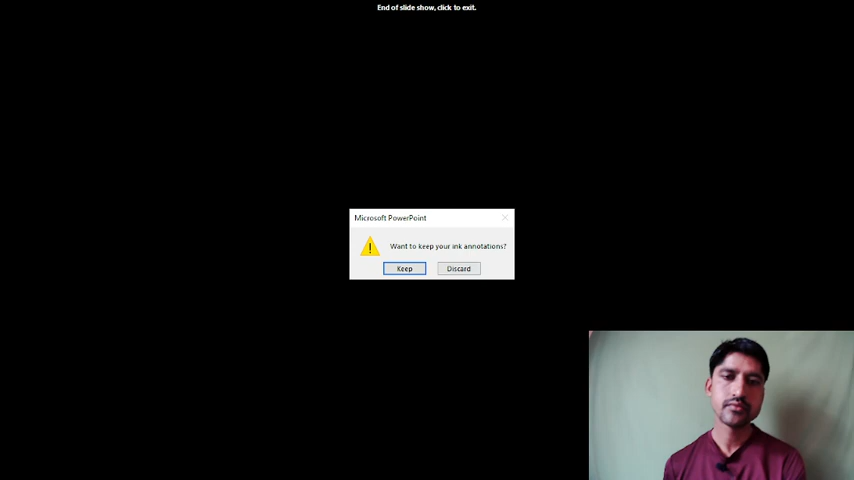 End of slide show, click to exit.
Microsoft PowerPoint
Want to keep your ink annotations?
Keep
Discard